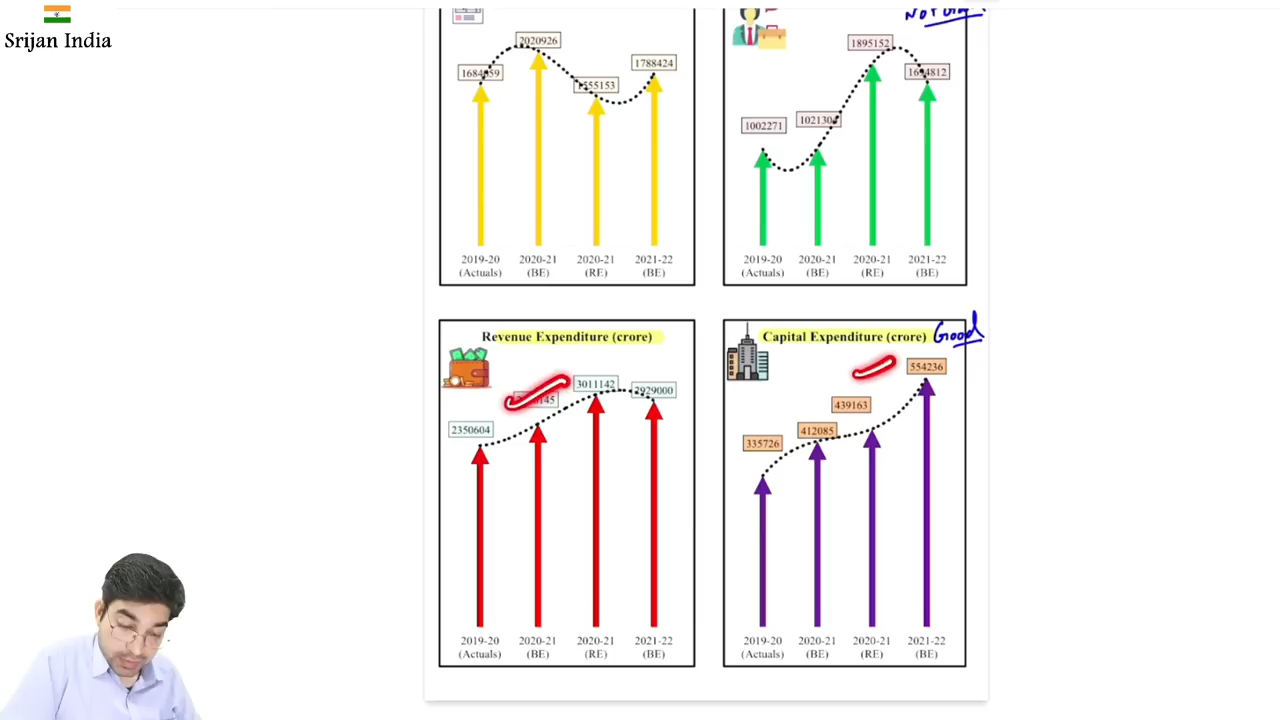 Srijan India
Not Good
1684059
2020926
1555153
1788424
2019-20
(Actuals)
2020-21
(BE)
2020-21
(RE)
2021-22
(BE)
1002271
1895152
2019-20
(Actuals)
2020-21
(BE)
2020-21
(RE)
2021-22
(BE)
Revenue Expenditure (crore)
2350604
3011142
2929000
2019-20
(Actuals)
2020-21
(BE)
2020-21
(RE)
2021-22
(BE)
Capital Expenditure (crore)
Good
335726
412085
439163
554236
2019-20
(Actuals)
2020-21
(BE)
2020-21
(RE)
2021-22
(BE)